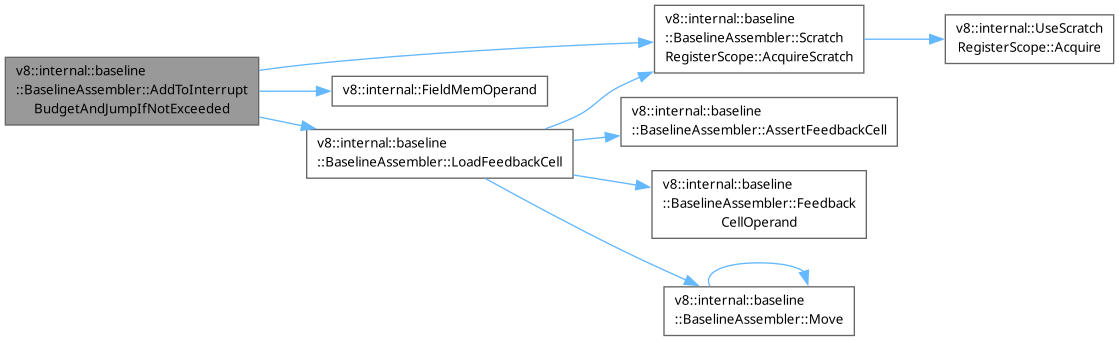 v8::internal::baseline
::BaselineAssembler::AddToInterrupt
BudgetAndJumpIfNotExceeded
v8::internal::FieldMemOperand
v8::internal::baseline
::BaselineAssembler::LoadFeedbackCell
v8::internal::baseline
::BaselineAssembler::Scratch
RegisterScope::AcquireScratch
v8::internal::UseScratch
RegisterScope::Acquire
v8::internal::baseline
::BaselineAssembler::AssertFeedbackCell
v8::internal::baseline
::BaselineAssembler::Feedback
CellOperand
v8::internal::baseline
::BaselineAssembler::Move